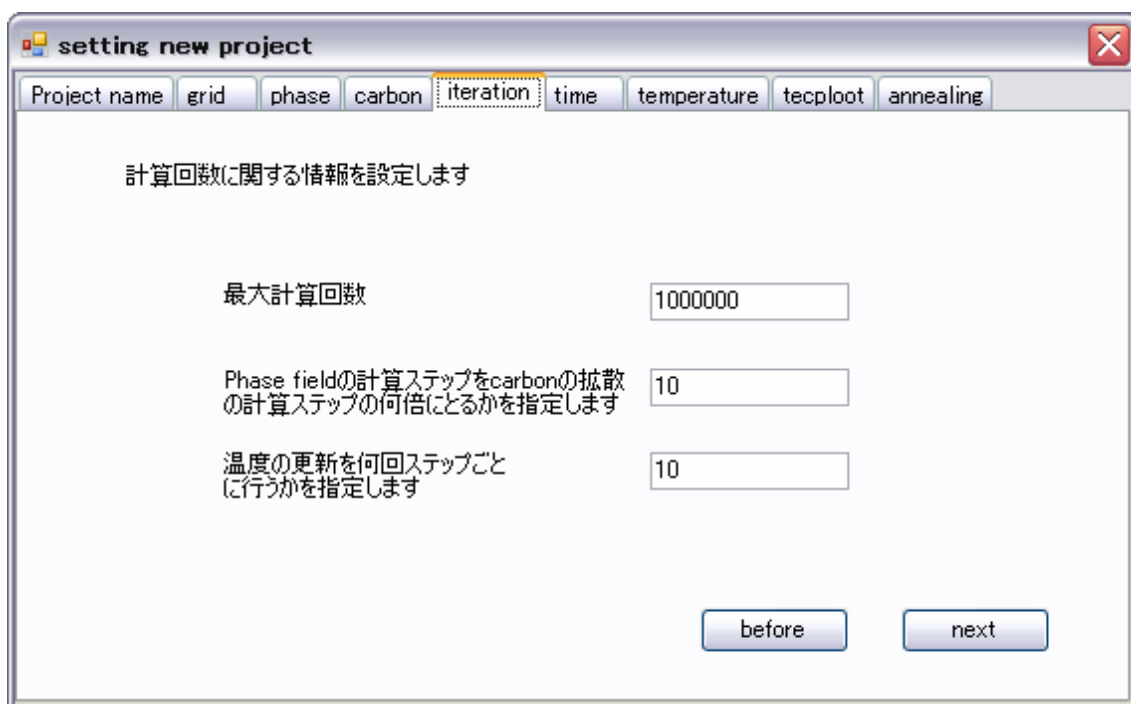 setting new project
Project name grid phase carbon iteration time temperature tecploot annealing
計算回数に関する情報を設定します
最大計算回数
1000000
Phase fieldの計算ステップをcarbonの拡散
の計算ステップの何倍にとるかを指定します
10
温度の更新を何回ステップごと
に行うかを指定します
10
before next